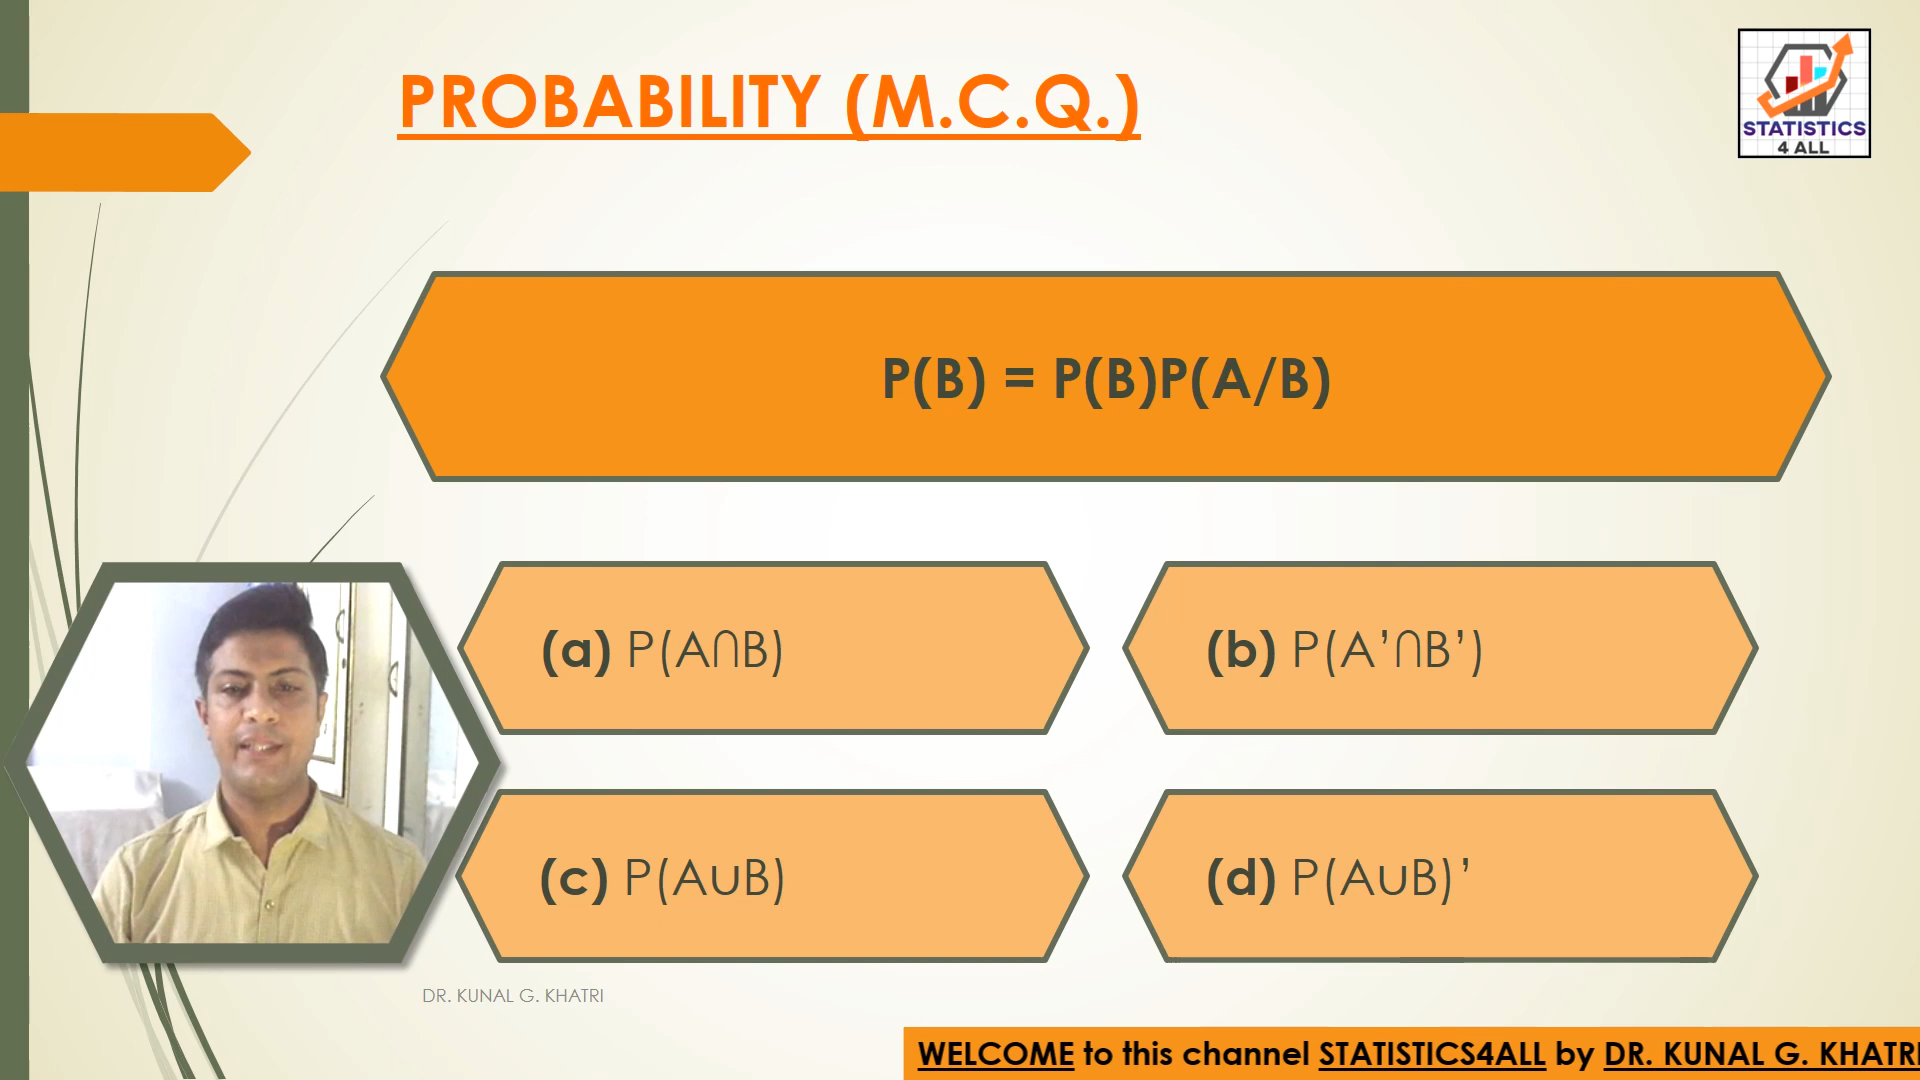 PROBABILITY (M.C.Q.)
STATISTICS
4 ALL
P(B) = P(B)P(A/B)
(a) P(A∩B)
(b) P(A’∩B’)
(c) P(A∪B)
(d) P(A∪B)’
DR. KUNAL G. KHATRI
WELCOME to this channel STATISTICS4ALL by DR. KUNAL G. KHATRI